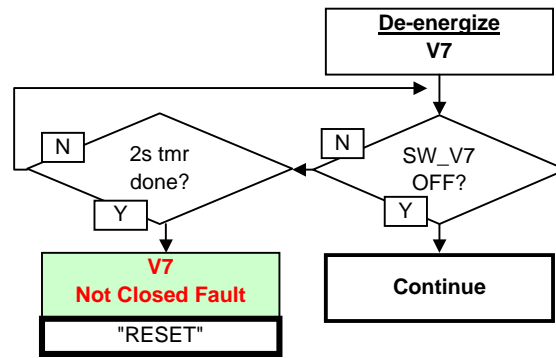 De-energize
V7
N
2s tmr
done?
Y
N
SW_V7
OFF?
Y
V7
Not Closed Fault
"RESET"
Continue